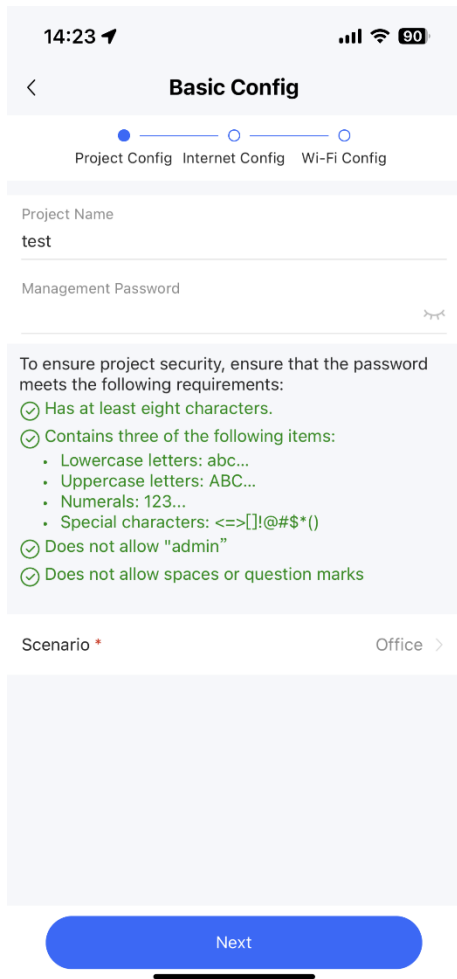 14:23
90
Basic Config
Project Config Internet Config Wi-Fi Config
Project Name
test
Management Password
To ensure project security, ensure that the password
meets the following requirements:
Has at least eight characters.
Contains three of the following items:
• Lowercase letters: abc...
• Uppercase letters: ABC...
• Numerals: 123...
• Special characters: <=>[]!@#$*()
Does not allow "admin”
Does not allow spaces or question marks
Scenario *
Office
Next